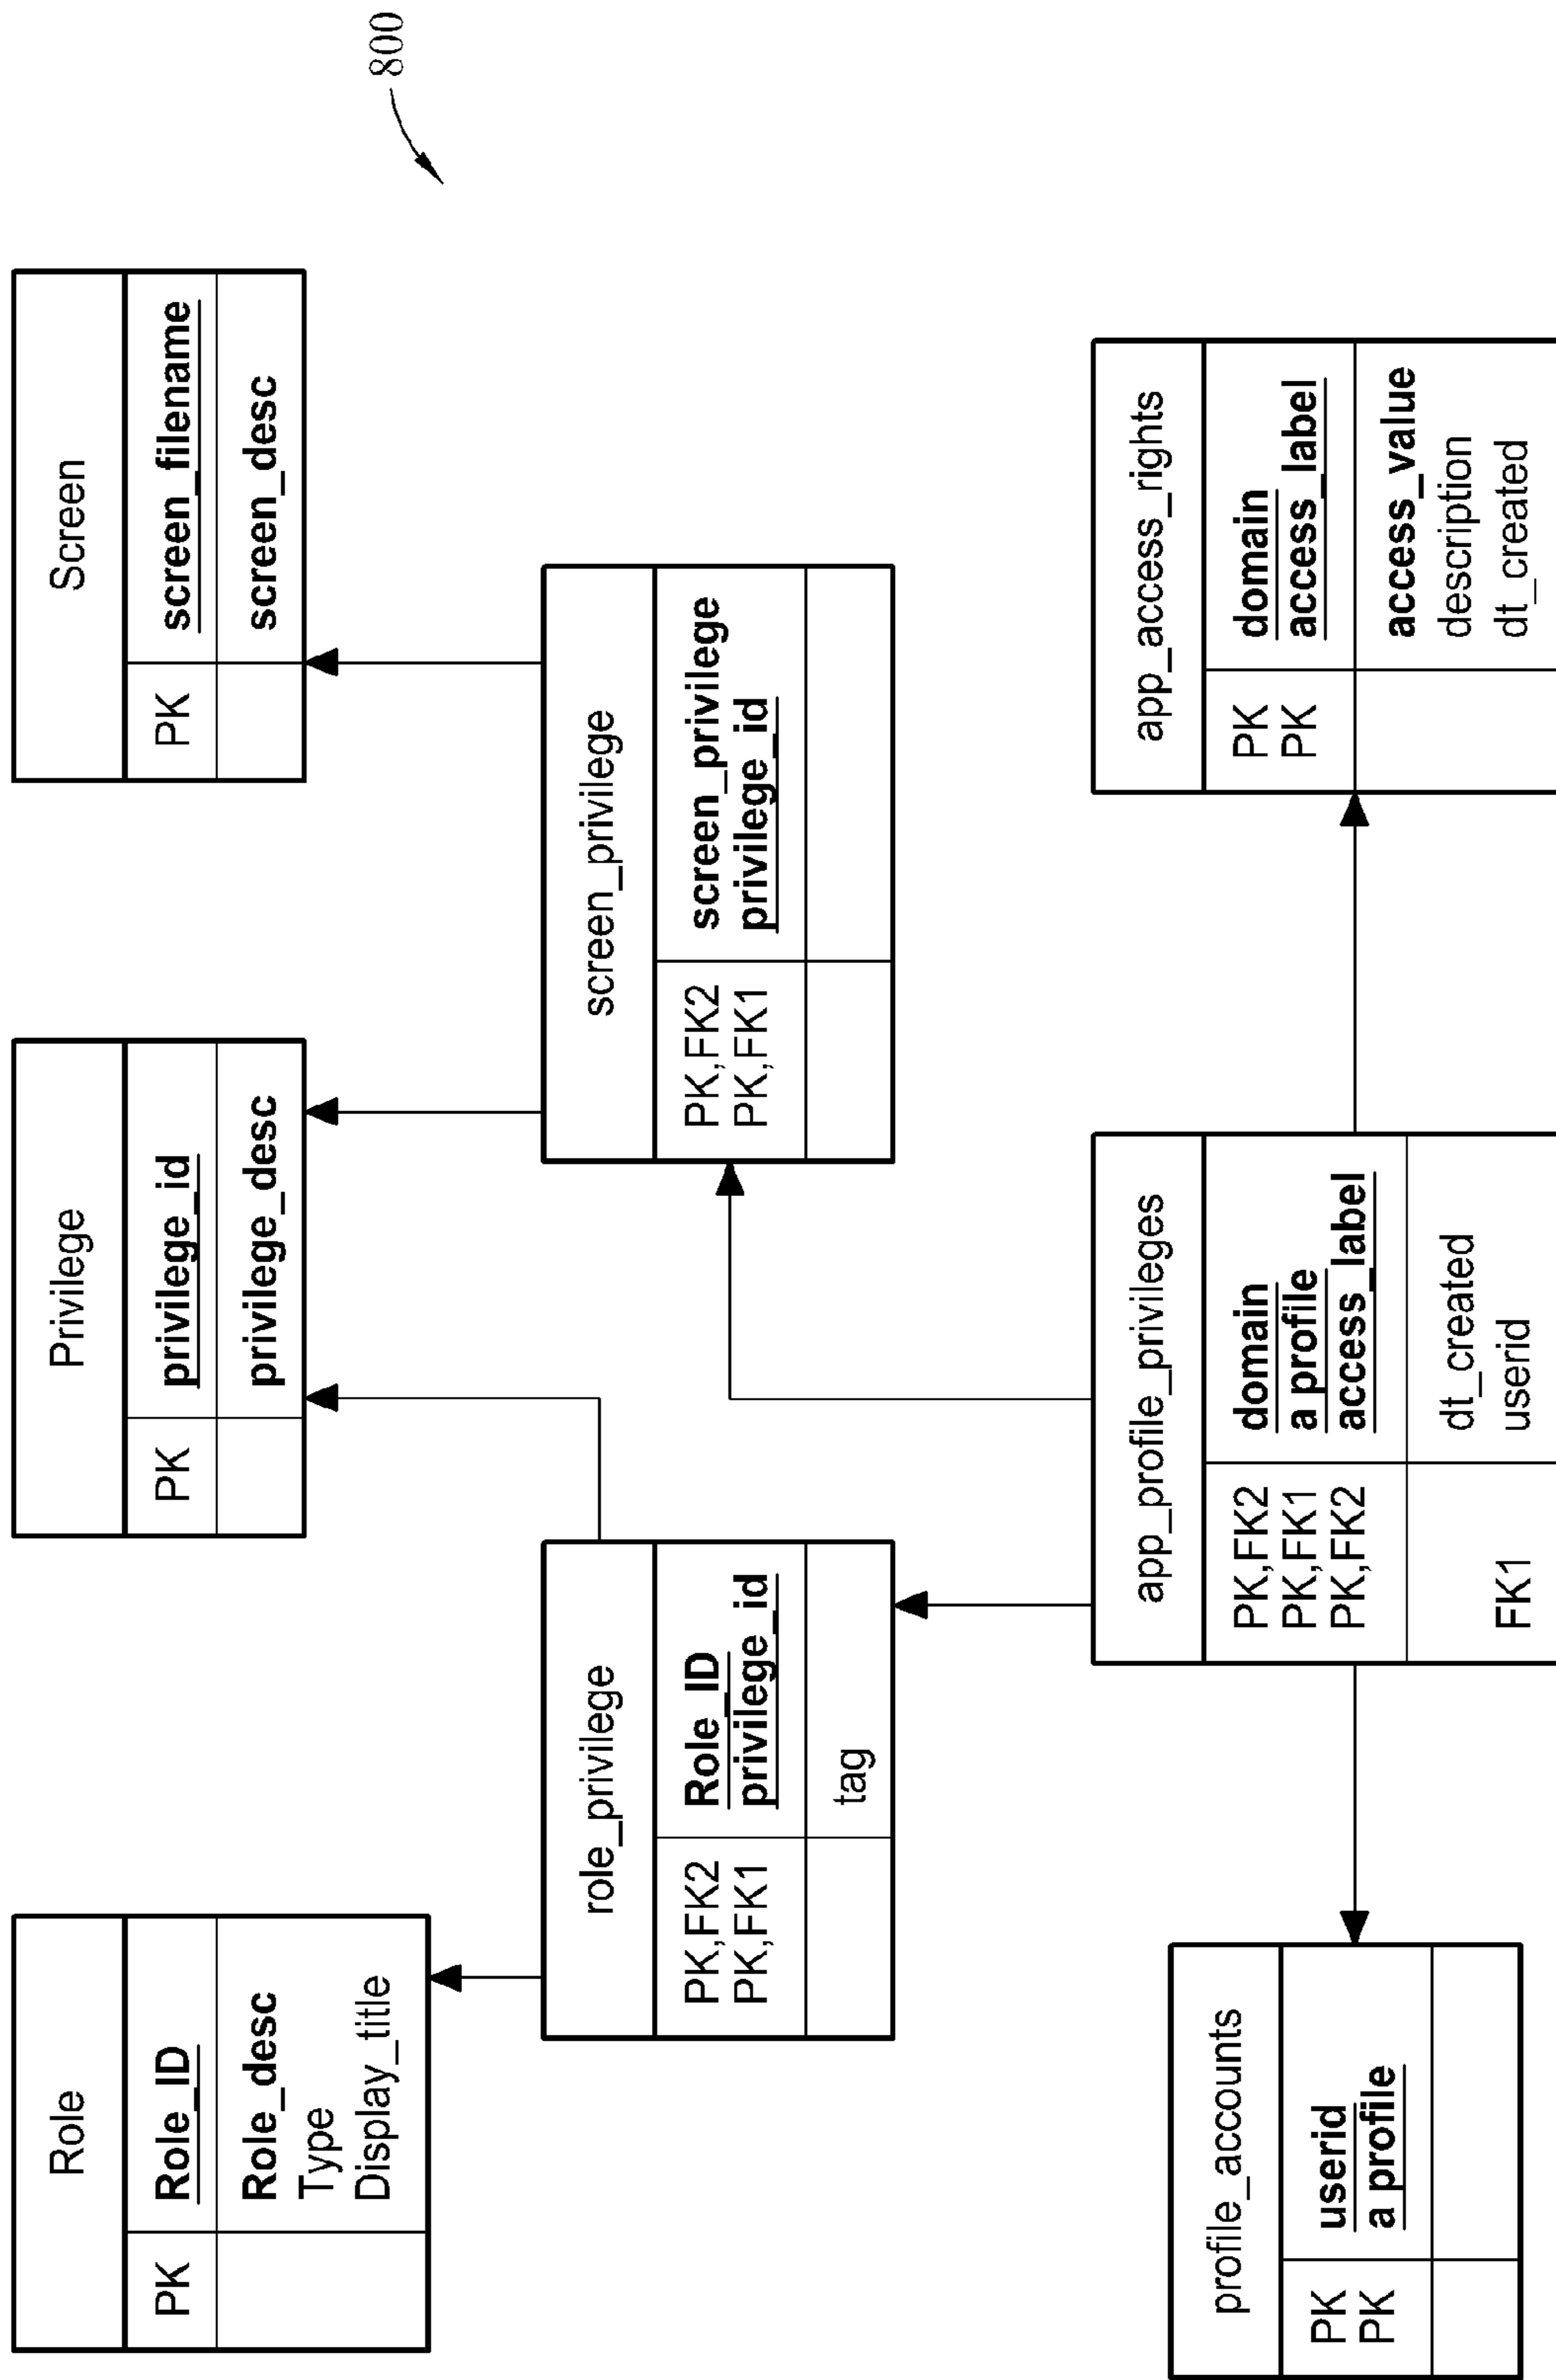 800
Role
PK
Role_ID
Role_desc
Type
Display_title
Privilege
PK
privilege_id
privilege_desc
Screen
PK
screen_filename
screen_desc
role_privilege
PK,FK2
Role_ID
PK,FK1
privilege_id
tag
screen_privilege
PK,FK2
screen_privilege
PK,FK1
privilege_id
profile_accounts
PK
userid
PK
a profile
app_profile_privileges
PK,FK2
domain
PK,FK1
a profile
PK,FK2
access_label
dt_created
FK1
userid
app_access_rights
PK
domain
PK
access_label
access_value
description
dt_created